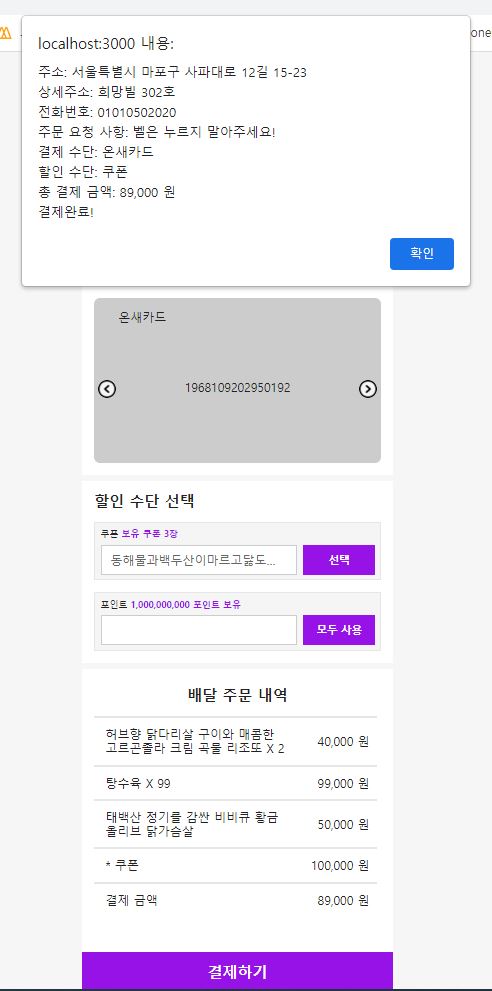 one
localhost:3000 내용:
주소: 서울특별시 마포구 사파대로 12길 15-23
상세주소: 희망빌 302호
전화번호: 01010502020
주문 요청 사항: 벨은 누르지 말아주세요!
결제 수단: 온새카드
할인 수단: 쿠폰
총 결제 금액: 89,000 원
결제완료!
확인
온새카드
1968109202950192
할인 수단 선택
쿠폰 보유 쿠폰 3장
동해물과백두산이마르고닳도...
선택
포인트 1,000,000,000 포인트 보유
모두 사용
배달 주문 내역
허브향 닭다리살 구이와 매콤한
고르곤졸라 크림 곡물 리조또 X 2
40,000 원
탕수육 X 99
99,000 원
태백산 정기를 감싼 비비큐 황금
올리브 닭가슴살
50,000 원
* 쿠폰
100,000 원
결제 금액
89,000 원
결제하기